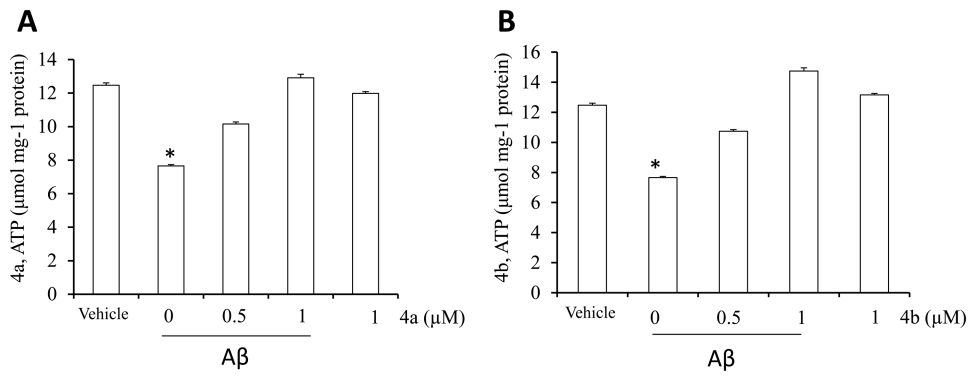 A
4a, ATP (μmol mg-1 protein)
14
12
10
8
6
4
2
0
*
Vehicle 0 0.5 1 1 4a (μM)
Aβ
B
4b, ATP (μmol mg-1 protein)
16
14
12
10
8
6
4
2
0
*
Vehicle 0 0.5 1 1 4b (μM)
Aβ